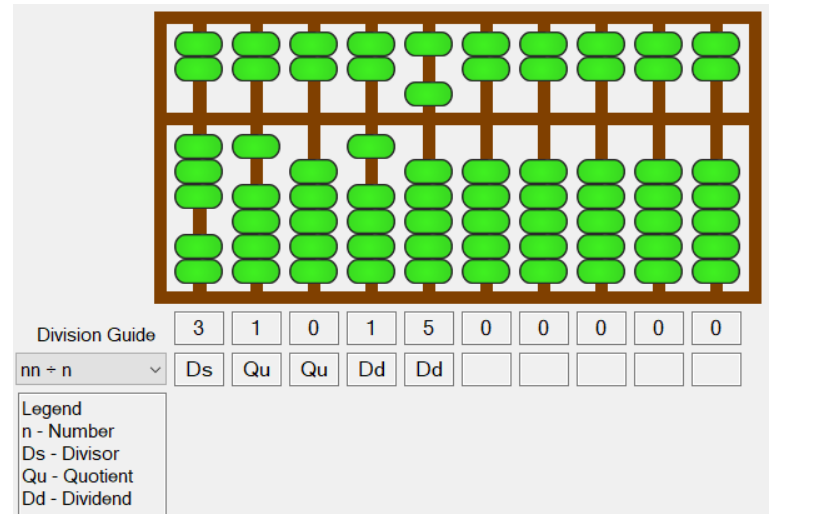 Division Guide 3 1 0 1 5 0 0 0 0 0
nn ÷ n Ds Qu Qu Dd Dd
Legend
n - Number
Ds - Divisor
Qu - Quotient
Dd - Dividend